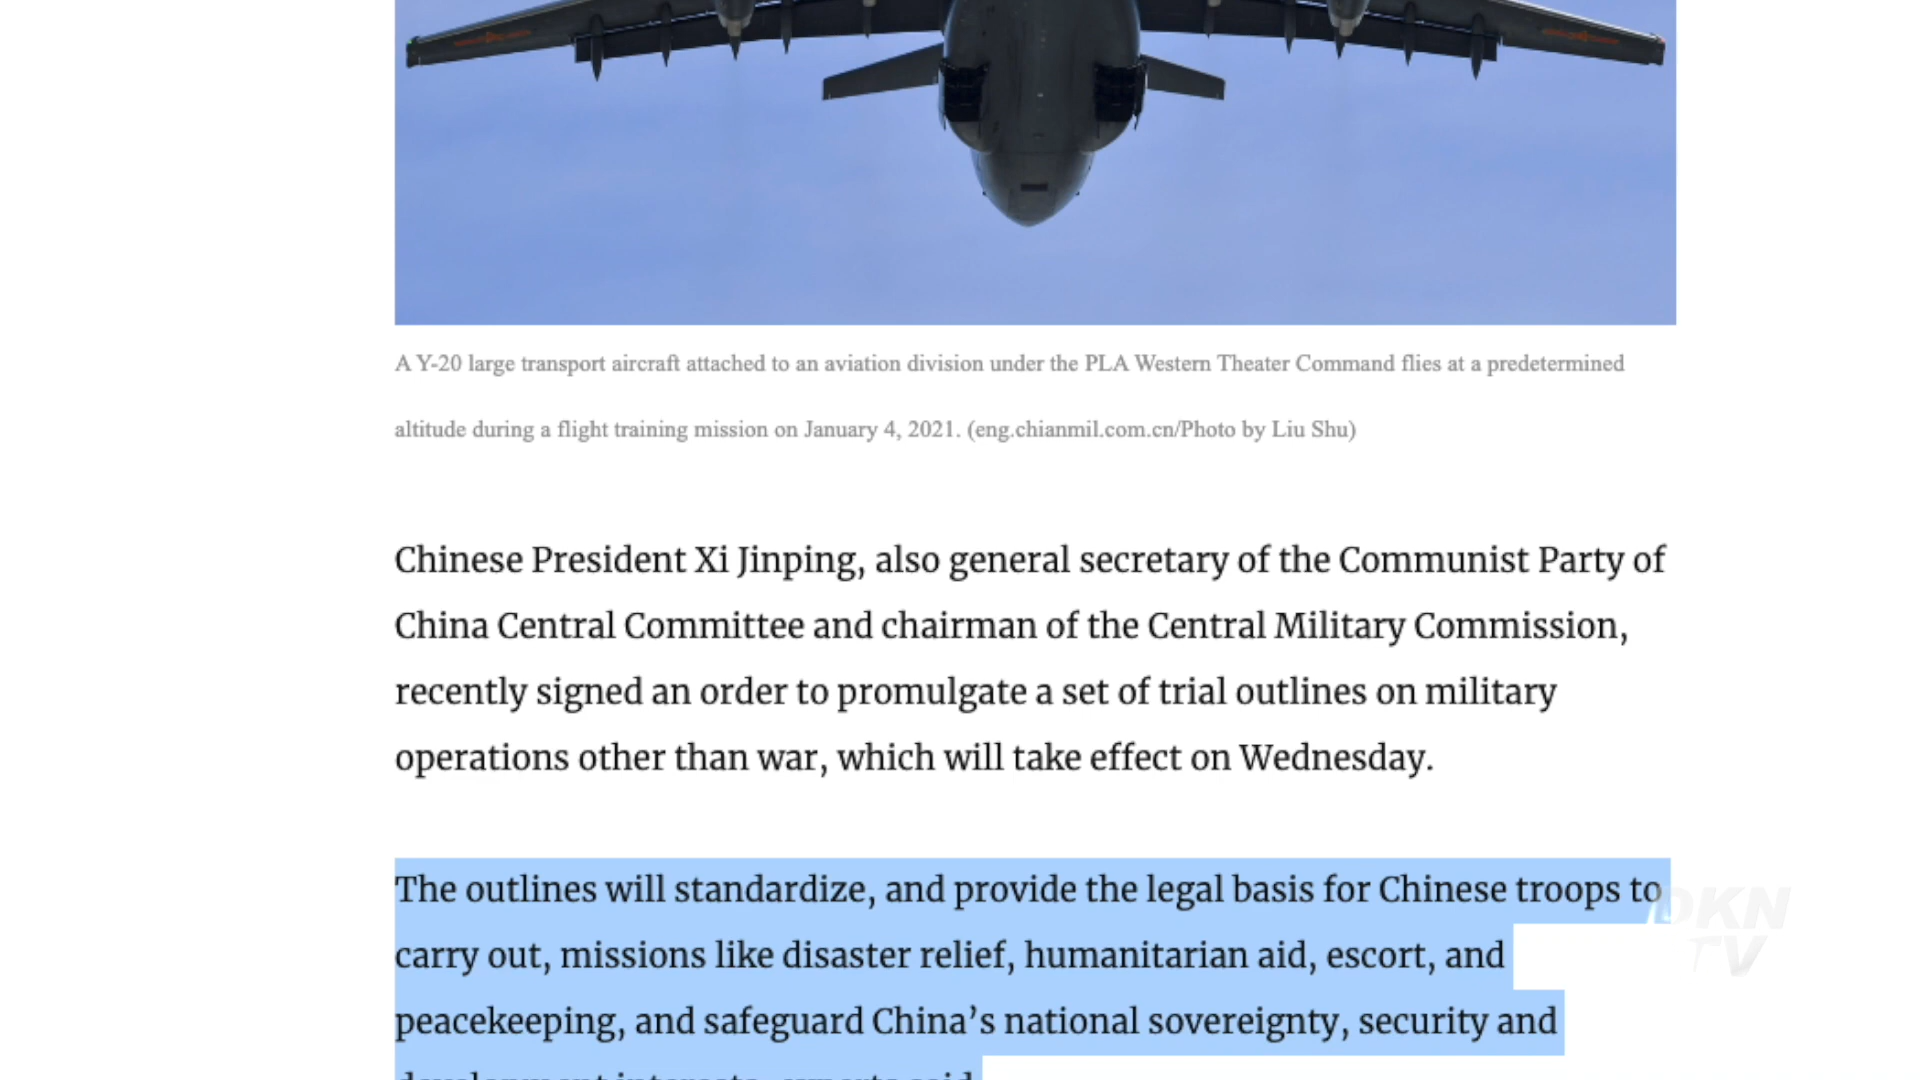 A Y-20 large transport aircraft attached to an aviation division under the PLA Western Theater Command flies at a predetermined
altitude during a flight training mission on January 4, 2021. (eng.chianmil.com.cn/Photo by Liu Shu)
Chinese President Xi Jinping, also general secretary of the Communist Party of
China Central Committee and chairman of the Central Military Commission,
recently signed an order to promulgate a set of trial outlines on military
operations other than war, which will take effect on Wednesday.
The outlines will standardize, and provide the legal basis for Chinese troops to
carry out, missions like disaster relief, humanitarian aid, escort, and
peacekeeping, and safeguard China’s national sovereignty, security and
development interests, experts said.
DKN
TV